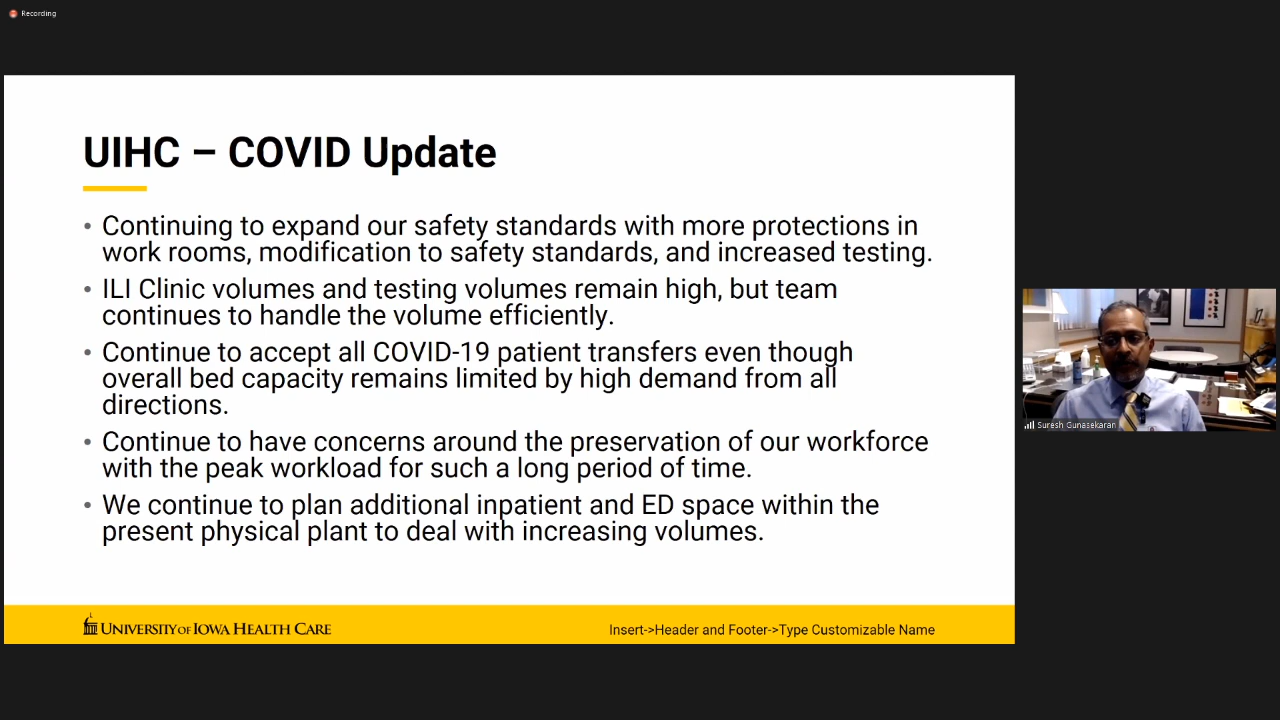 Recording
UIHC – COVID Update
• Continuing to expand our safety standards with more protections in
work rooms, modification to safety standards, and increased testing.
• ILI Clinic volumes and testing volumes remain high, but team
continues to handle the volume efficiently.
• Continue to accept all COVID-19 patient transfers even though
overall bed capacity remains limited by high demand from all
directions.
• Continue to have concerns around the preservation of our workforce
with the peak workload for such a long period of time.
• We continue to plan additional inpatient and ED space within the
present physical plant to deal with increasing volumes.
UNIVERSITY OF IOWA HEALTH CARE
Insert->Header and Footer->Type Customizable Name
Suresh Gunasekaran